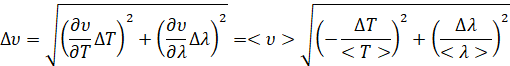 Δυ = √((∂υ/∂T ΔT)² + (∂υ/∂λ Δλ)²) =< υ > √((−ΔT/< T >)² + (Δλ/< λ >)²)